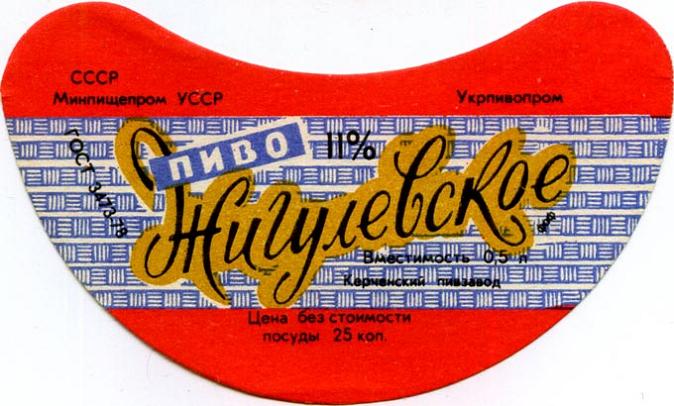 СССР
Минпищепром УССР
Укрпивопром
ГОСТ 3473-78
ПИВО
11%
Жигулевское
Вместимость 0,5 л
Керченский пивзавод
Цена без стоимости
посуды 25 коп.